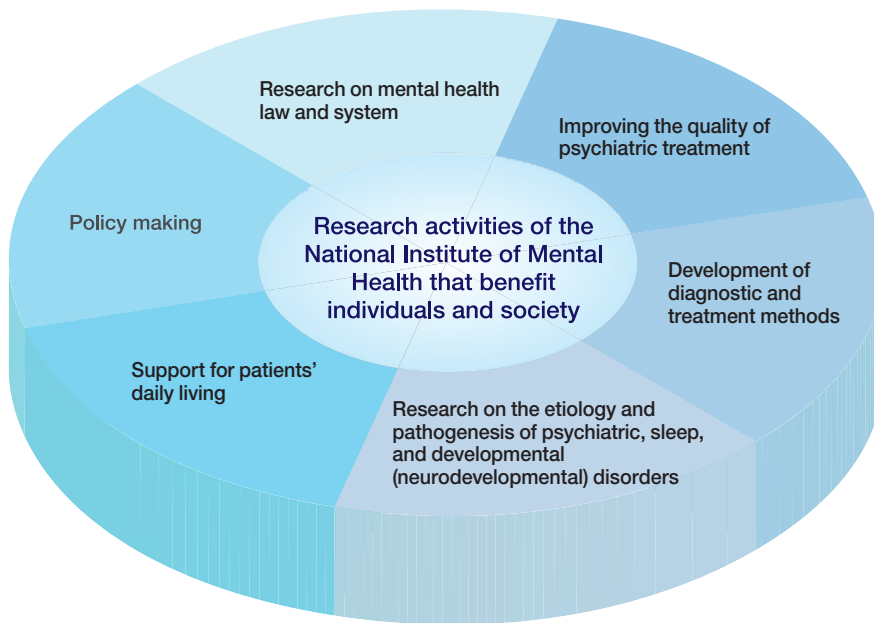 Research on mental health
law and system
Improving the quality of
psychiatric treatment
Policy making
Research activities of the
National Institute of Mental
Health that benefit
individuals and society
Development of
diagnostic and
treatment methods
Support for patients'
daily living
Research on the etiology and
pathogenesis of psychiatric, sleep,
and developmental
(neurodevelopmental) disorders